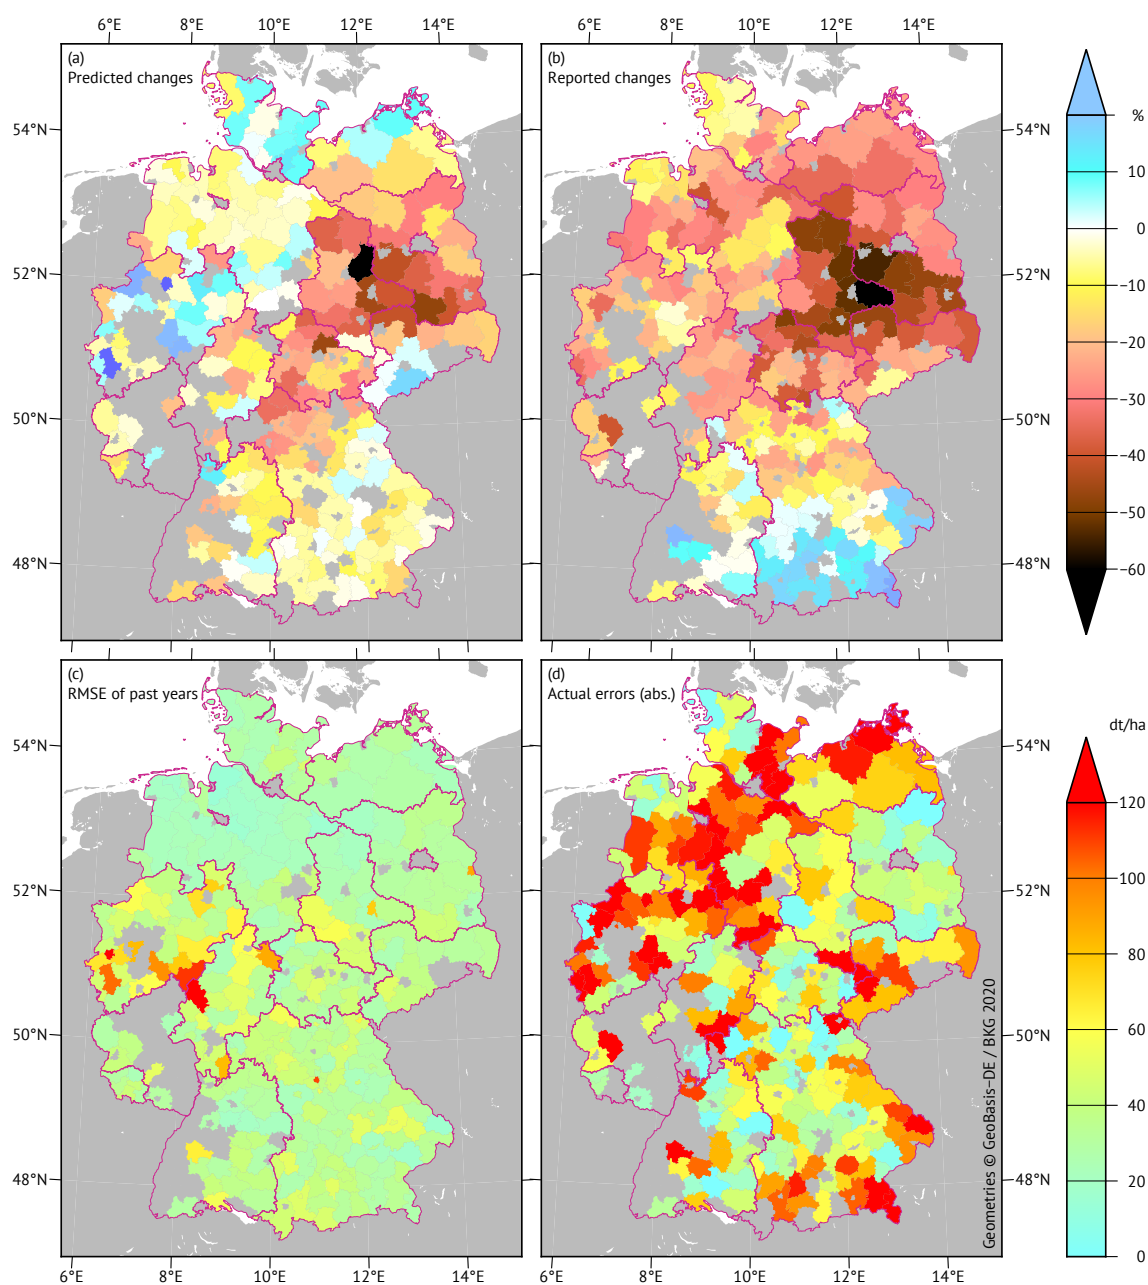 6°E 8°E 10°E 12°E 14°E 6°E 8°E 10°E 12°E 14°E
(a)
Predicted changes
(b)
Reported changes
54°N 54°N
52°N 52°N
50°N 50°N
48°N 48°N
%
10
0
−10
−20
−30
−40
−50
−60
(c)
RMSE of past years
(d)
Actual errors (abs.)
54°N 54°N
52°N 52°N
50°N 50°N
48°N 48°N
dt/ha
120
100
80
60
40
20
0
Geometries © GeoBasis−DE / BKG 2020
6°E 8°E 10°E 12°E 14°E 6°E 8°E 10°E 12°E 14°E